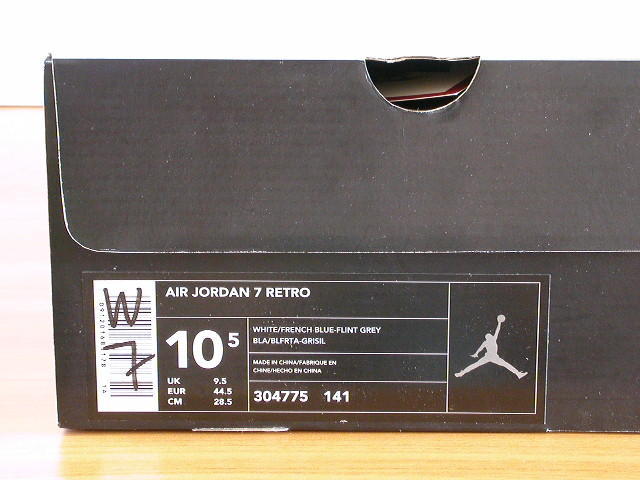 W 7
AIR JORDAN 7 RETRO
10 5
UK 9.5
EUR 44.5
CM 28.5
WHITE/FRENCH BLUE-FLINT GREY
BLA/BLFRTA-GRISIL
MADE IN CHINA/FABRIQUE EN
CHINE/HECHO EN CHINA
304775 141